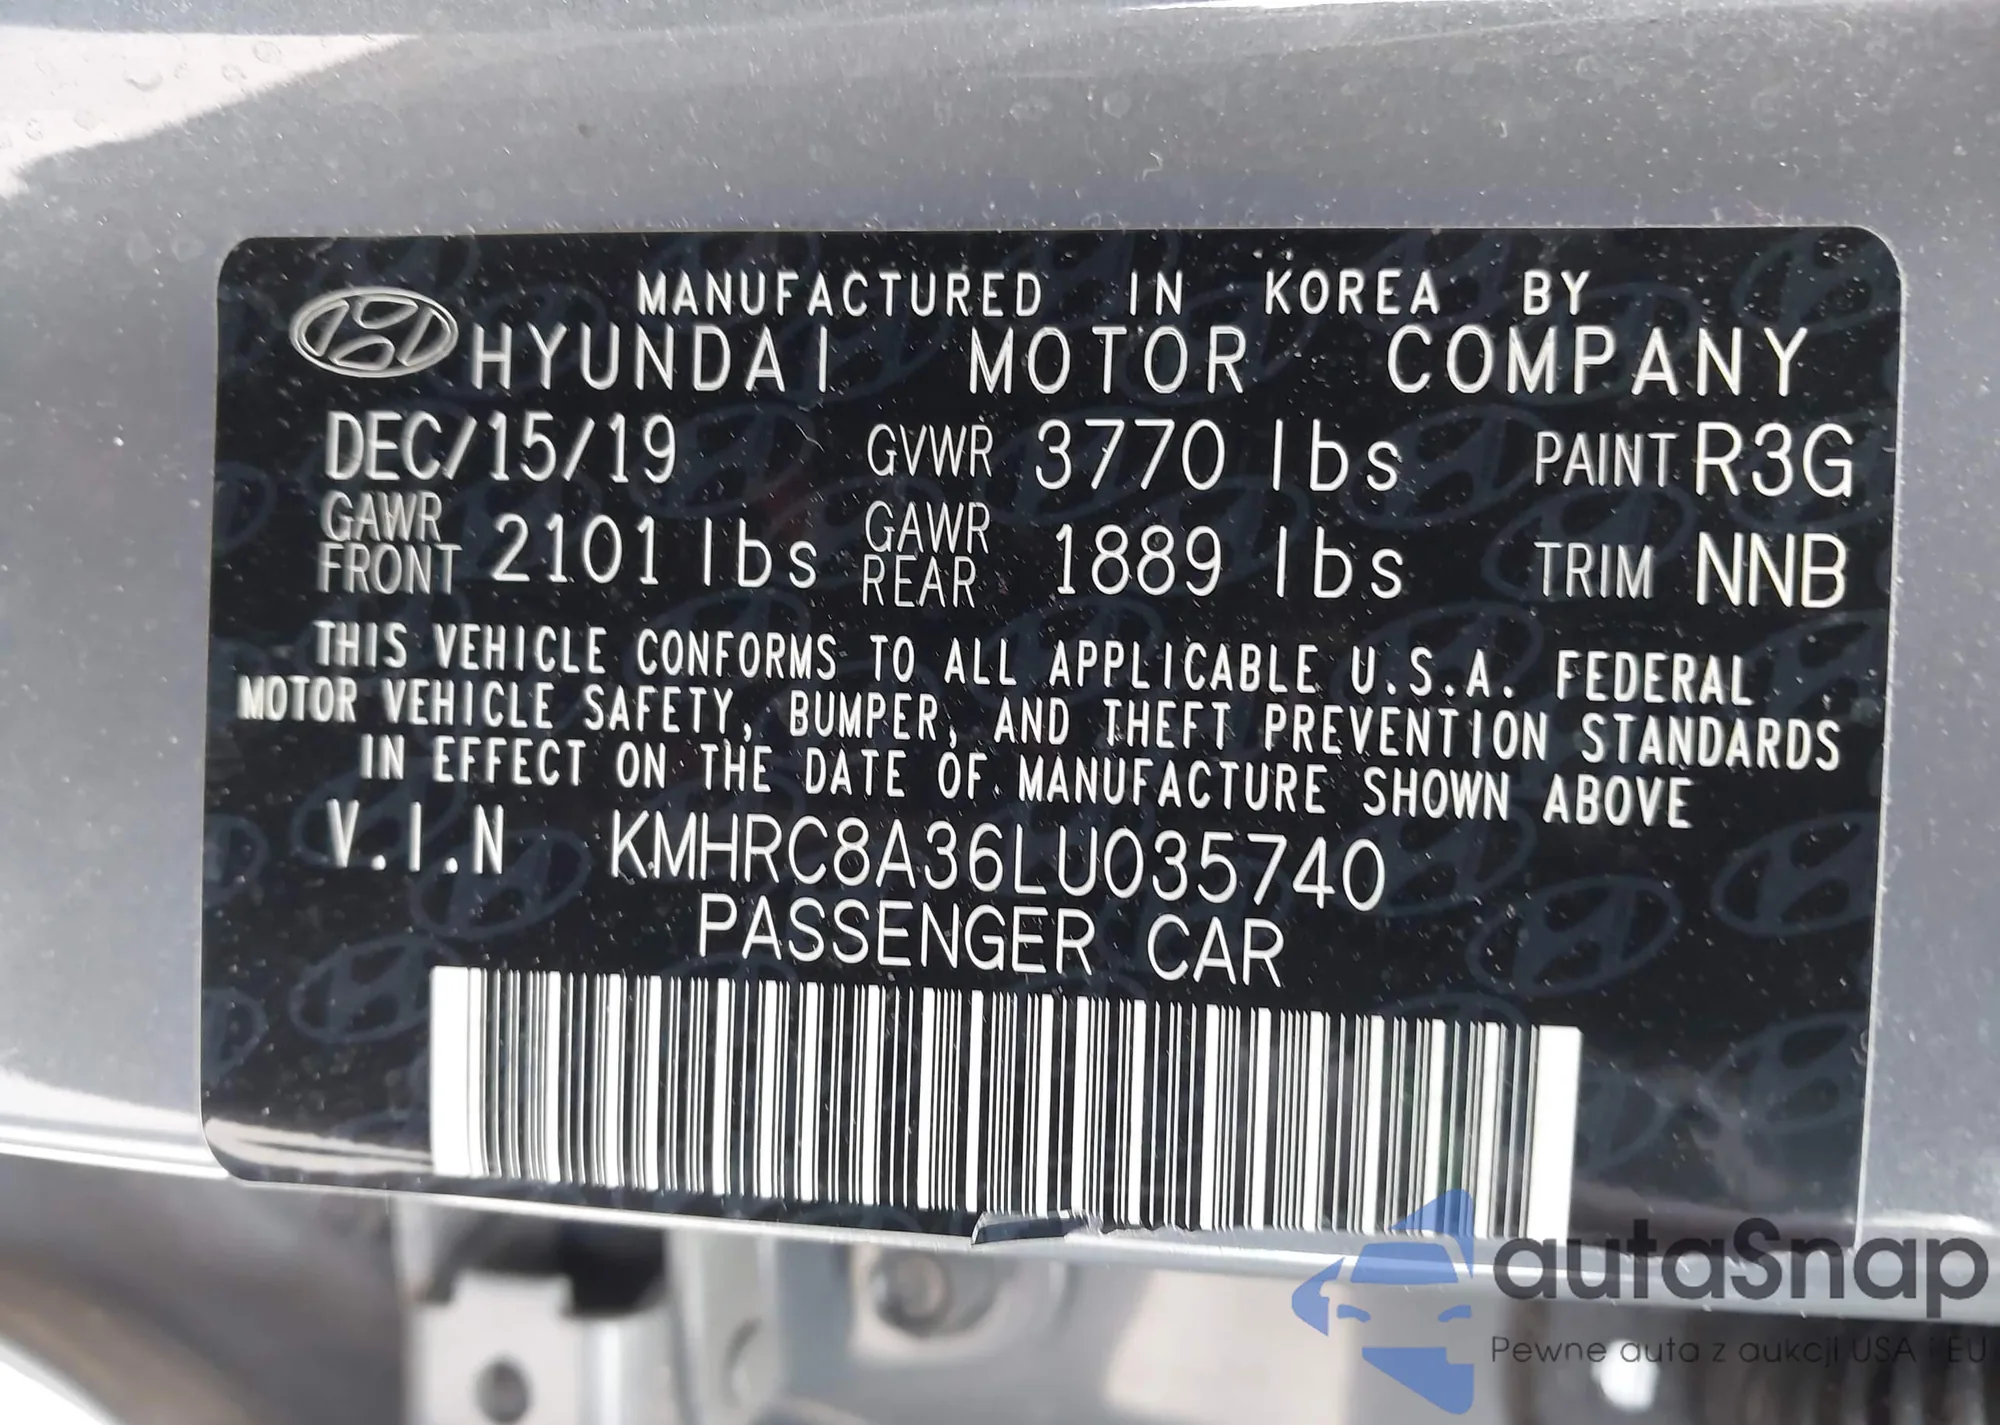 MANUFACTURED IN KOREA BY
HYUNDAI MOTOR COMPANY
DEC/15/19 GVWR 3770 lbs PAINT R3G
GAWR FRONT 2101 lbs GAWR REAR 1889 lbs TRIM NNB
THIS VEHICLE CONFORMS TO ALL APPLICABLE U.S.A. FEDERAL
MOTOR VEHICLE SAFETY, BUMPER, AND THEFT PREVENTION STANDARDS
IN EFFECT ON THE DATE OF MANUFACTURE SHOWN ABOVE
V.I.N KMHRC8A36LU035740
PASSENGER CAR
autaSnap
Pewne auta z aukcji USA i EU